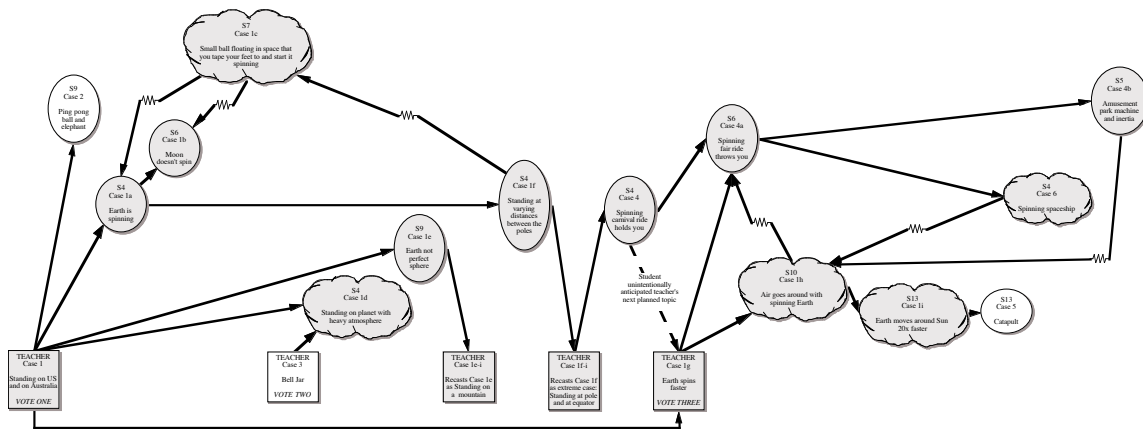 S7
Case 1c
Small ball floating in space that
you tape your feet to and start it
spinning
S9
Case 2
Ping pong
ball and
elephant
S6
Case 1b
Moon
doesn't spin
S4
Case 1a
Earth is
spinning
S4
Case 1f
Standing at
varying
distances
between the
poles
S9
Case 1e
Earth not
perfect
sphere
S4
Case 1d
Standing on planet with
heavy atmosphere
S4
Case 4
Spinning
carnival ride
holds you
S6
Case 4a
Spinning
fair ride
throws you
S5
Case 4b
Amusement
park machine
and inertia
S4
Case 6
Spinning spaceship
Student
unintentionally
anticipated teacher's
next planned topic
S10
Case 1h
Air goes around with
spinning Earth
S13
Case 1i
Earth moves around Sun
20x faster
S13
Case 5
Catapult
TEACHER
Case 1
Standing on US
and on Australia
VOTE ONE
TEACHER
Case 3
Bell Jar
VOTE TWO
TEACHER
Case 1e-i
Recasts Case 1e
as Standing on
a mountain
TEACHER
Case 1f-i
Recasts Case 1f
as extreme case:
Standing at pole
and at equator
TEACHER
Case 1g
Earth spins
faster
VOTE THREE